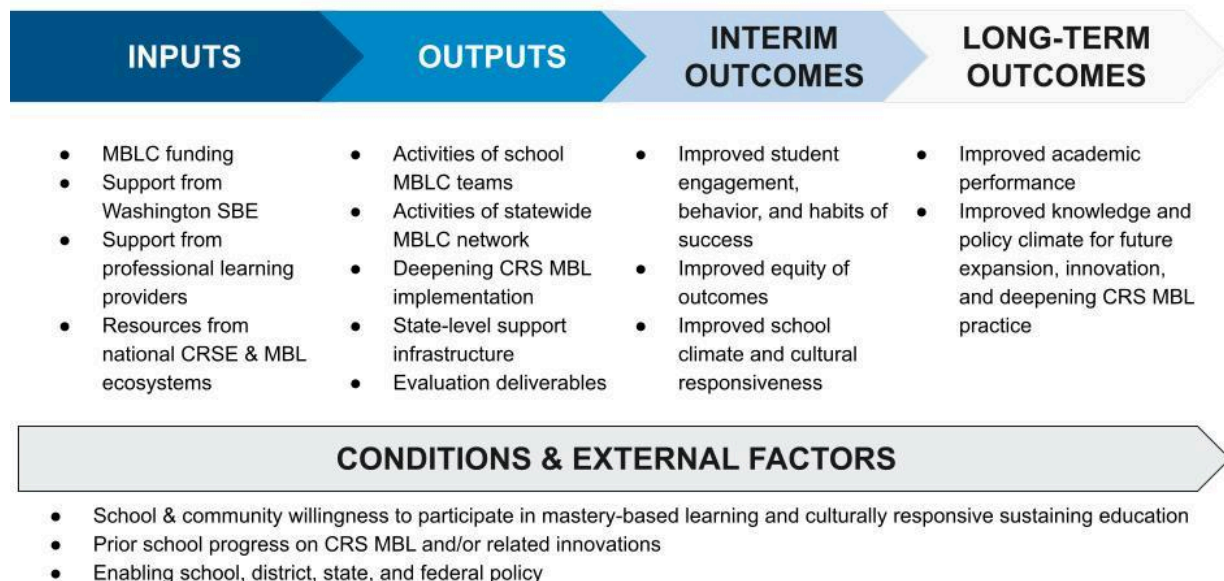 INPUTS
OUTPUTS
INTERIM
OUTCOMES
LONG-TERM
OUTCOMES
● MBLC funding
● Support from
Washington SBE
● Support from
professional learning
providers
● Resources from
national CRSE & MBL
ecosystems
● Activities of school
MBLC teams
● Activities of statewide
MBLC network
● Deepening CRS MBL
implementation
● State-level support
infrastructure
● Evaluation deliverables
● Improved student
engagement,
behavior, and habits of
success
● Improved equity of
outcomes
● Improved school
climate and cultural
responsiveness
● Improved academic
performance
● Improved knowledge and
policy climate for future
expansion, innovation,
and deepening CRS MBL
practice
CONDITIONS & EXTERNAL FACTORS
● School & community willingness to participate in mastery-based learning and culturally responsive sustaining education
● Prior school progress on CRS MBL and/or related innovations
● Enabling school, district, state, and federal policy